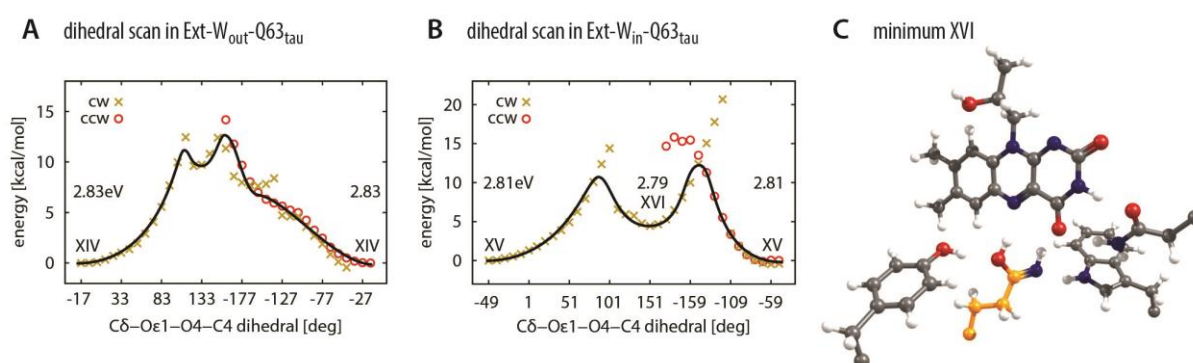 A dihedral scan in Ext-Wout-Q63tau
B dihedral scan in Ext-Win-Q63tau
C minimum XVI
energy [kcal/mol]
15
10
5
0
cw
ccw
2.83eV
2.83
XIV
XIV
-17 33 83 133 -177 -127 -77 -27
Cδ–Oε1–O4–C4 dihedral [deg]
energy [kcal/mol]
20
15
10
5
0
cw
ccw
2.81eV
2.79
2.81
XVI
XV
XV
-49 1 51 101 151 -159 -109 -59
Cδ–Oε1–O4–C4 dihedral [deg]